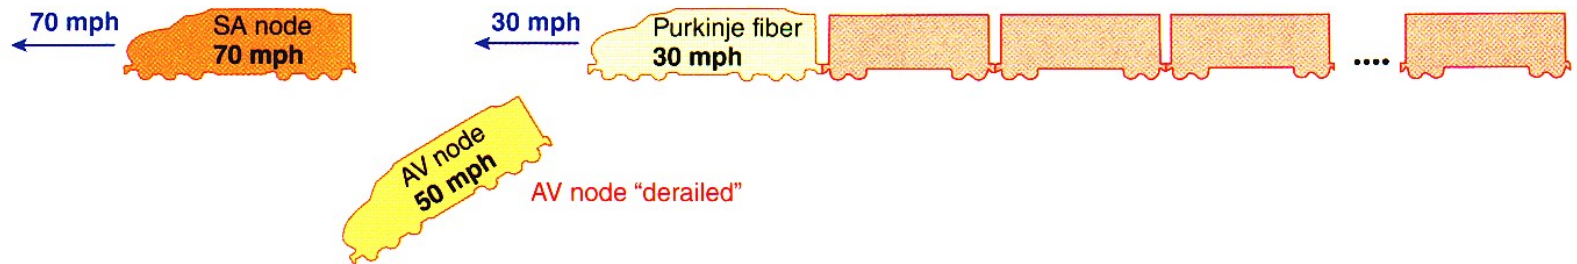 70 mph
SA node
70 mph
30 mph
Purkinje fiber
30 mph
....
AV node
50 mph
AV node “derailed”